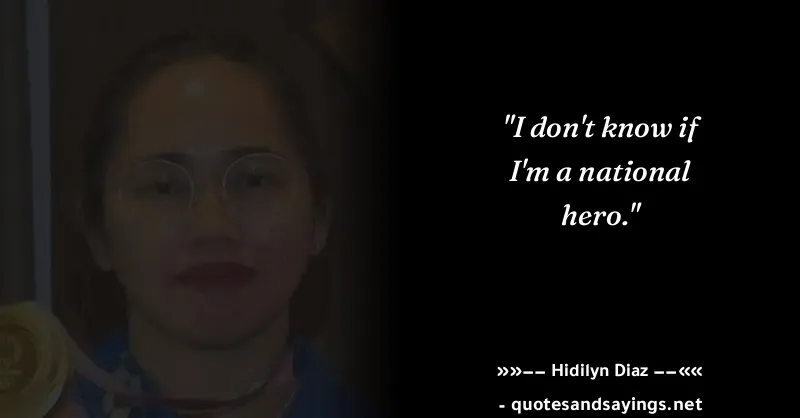 "I don't know if
I'm a national
hero."
»»−− Hidilyn Diaz −−««
- quotesandsayings.net